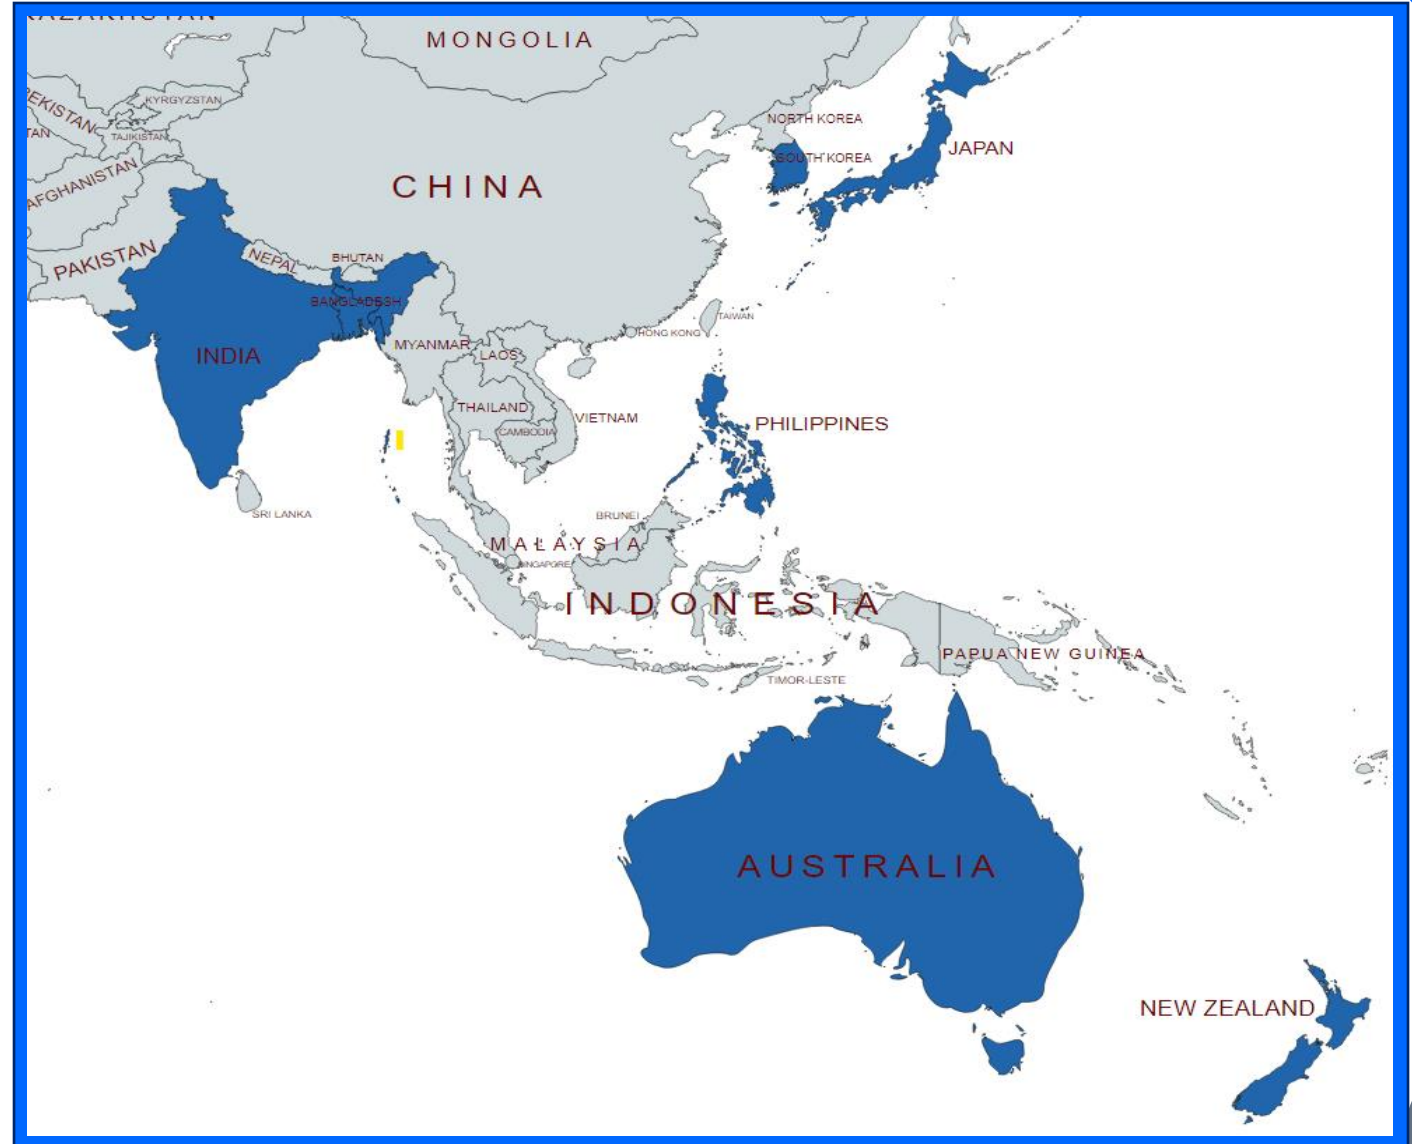 MONGOLIA
KYRGYZSTAN
TAJIKISTAN
AFGHANISTAN
PAKISTAN
CHINA
NORTH KOREA
SOUTH KOREA
JAPAN
NEPAL
BHUTAN
BANGLADESH
INDIA
MYANMAR
LAOS
HONG KONG
TAIWAN
THAILAND
VIETNAM
CAMBODIA
PHILIPPINES
SRI LANKA
BRUNEI
MALAYSIA
SINGAPORE
INDONESIA
PAPUA NEW GUINEA
TIMOR-LESTE
AUSTRALIA
NEW ZEALAND